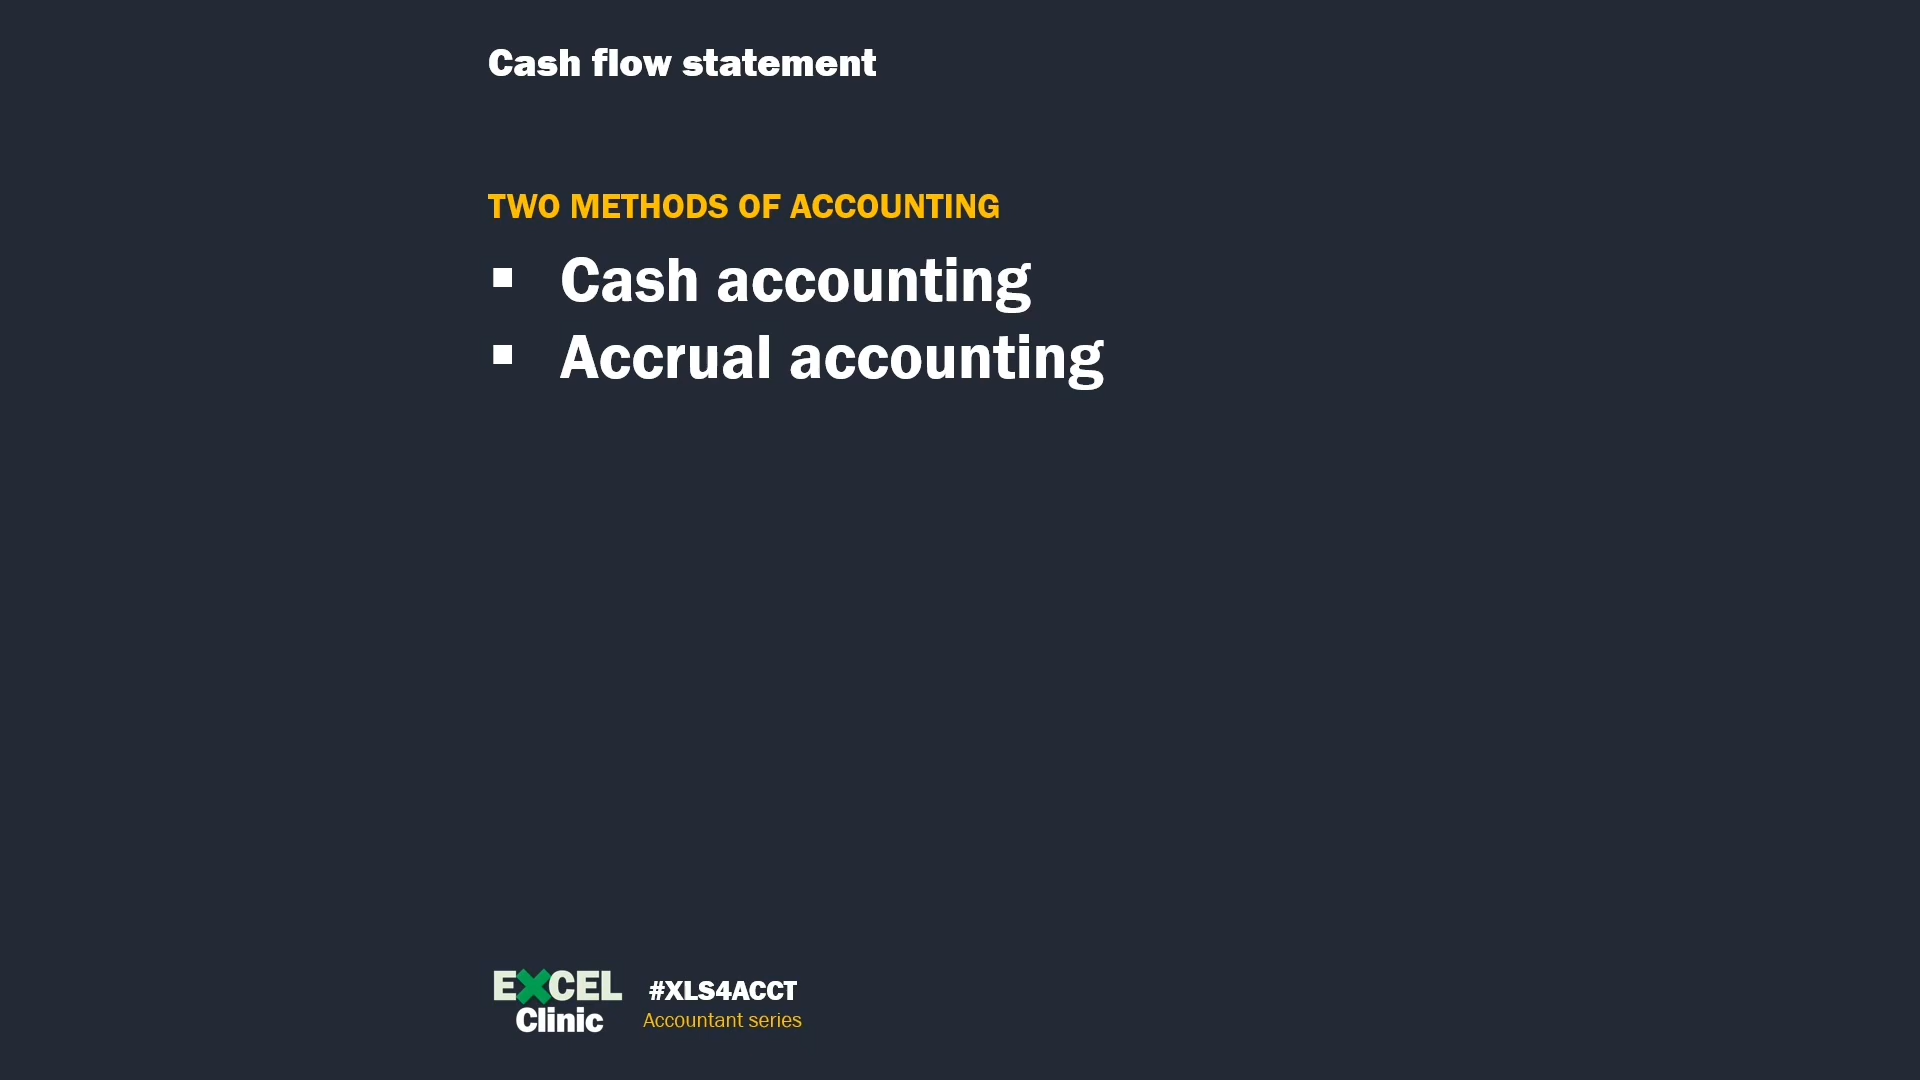 Cash flow statement
TWO METHODS OF ACCOUNTING
▪ Cash accounting
▪ Accrual accounting
EXCEL
Clinic
#XLS4ACCT
Accountant series